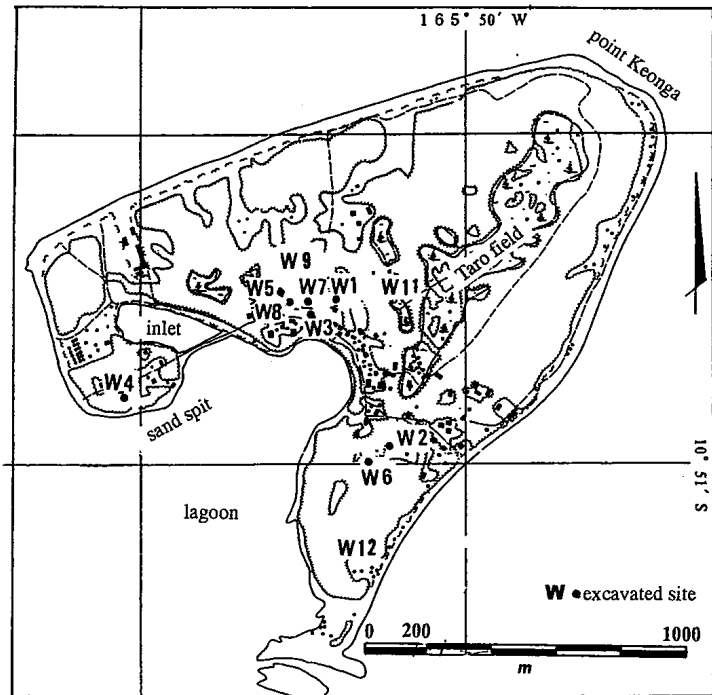 165° 50' W
point Keonga
Taro field
W9
W5
W7
W1
W11
W8
W3
inlet
W4
sand spit
W2
10° 51' S
W6
lagoon
W12
W • excavated site
0 200 1000
m